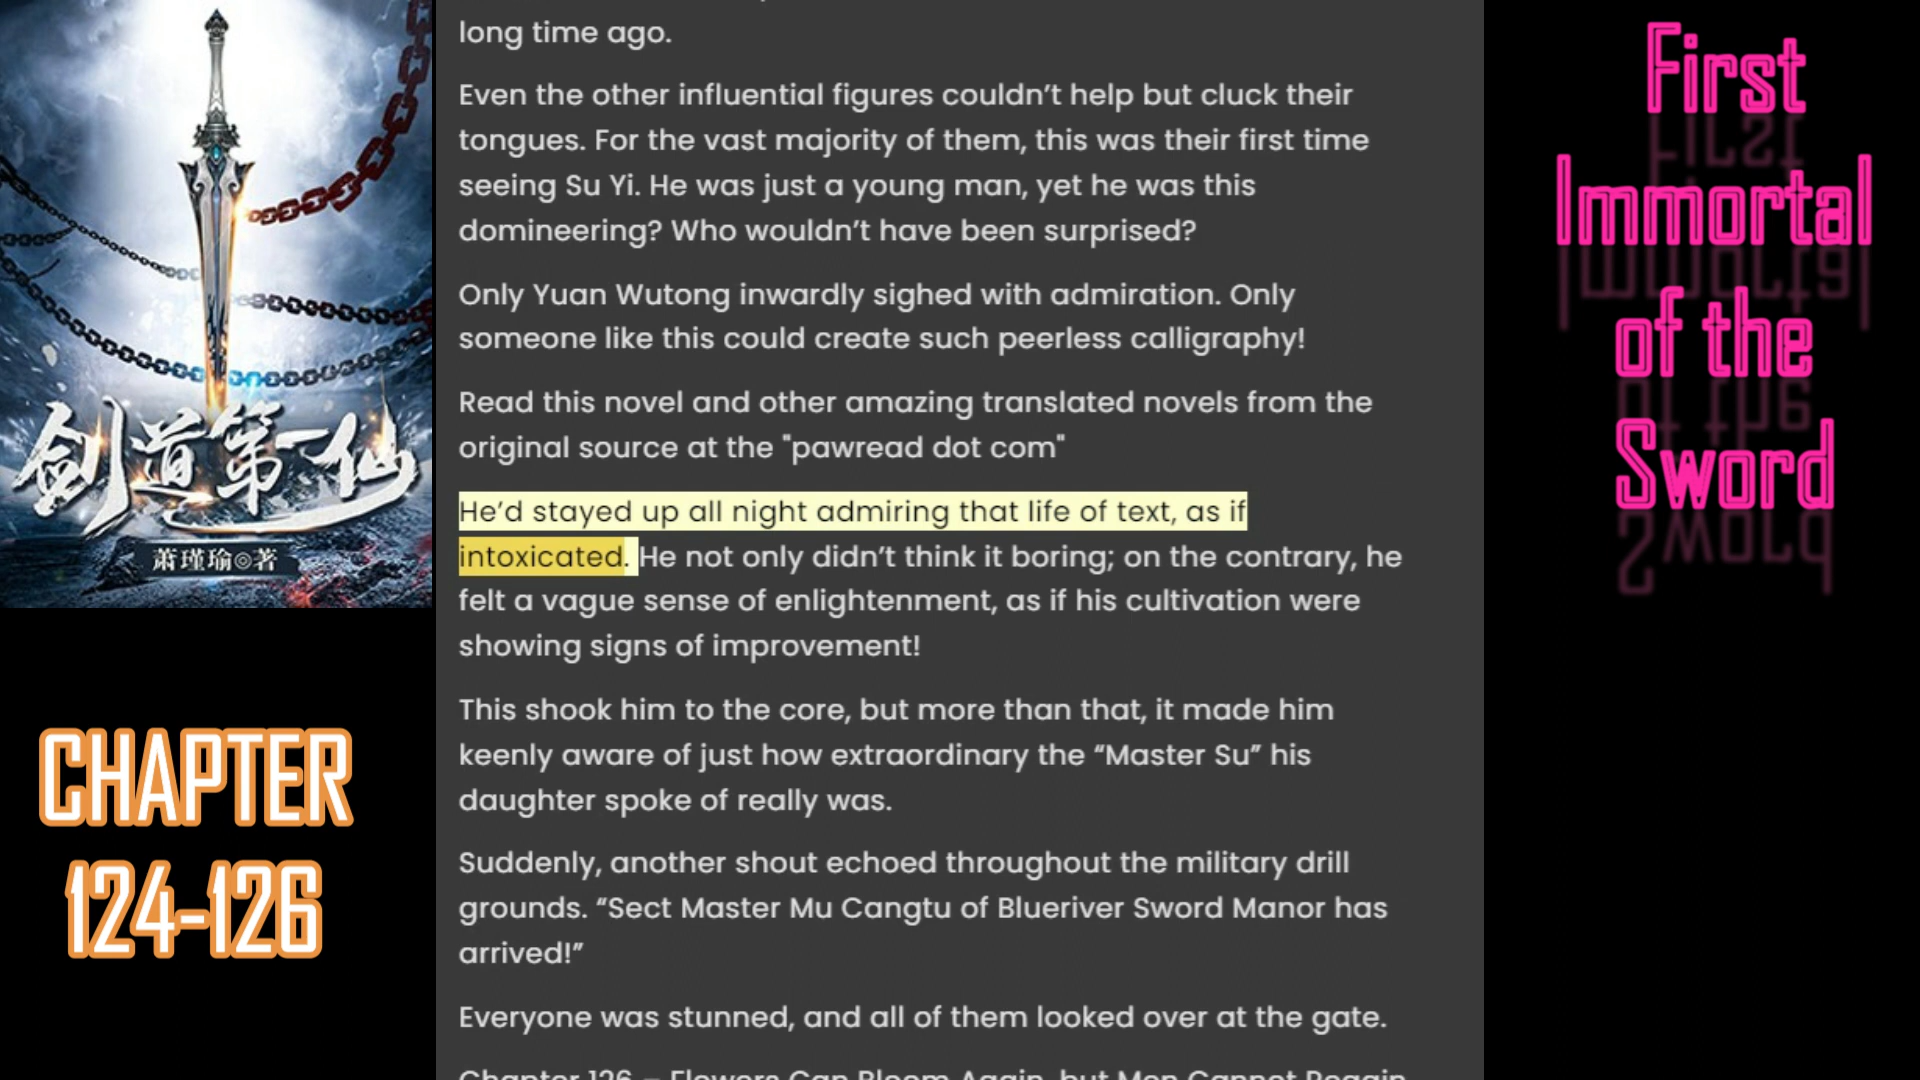 剑道第一仙
萧瑾瑜◎著
CHAPTER
124-126
long time ago.
Even the other influential figures couldn’t help but cluck their
tongues. For the vast majority of them, this was their first time
seeing Su Yi. He was just a young man, yet he was this
domineering? Who wouldn’t have been surprised?
Only Yuan Wutong inwardly sighed with admiration. Only
someone like this could create such peerless calligraphy!
Read this novel and other amazing translated novels from the
original source at the "pawread dot com"
He’d stayed up all night admiring that life of text, as if
intoxicated. He not only didn’t think it boring; on the contrary, he
felt a vague sense of enlightenment, as if his cultivation were
showing signs of improvement!
This shook him to the core, but more than that, it made him
keenly aware of just how extraordinary the “Master Su” his
daughter spoke of really was.
Suddenly, another shout echoed throughout the military drill
grounds. “Sect Master Mu Cangtu of Blueriver Sword Manor has
arrived!”
Everyone was stunned, and all of them looked over at the gate.
Chapter 126 – Flowers Can Bloom Again, but Men Cannot Regain
First
Immortal
of the
Sword